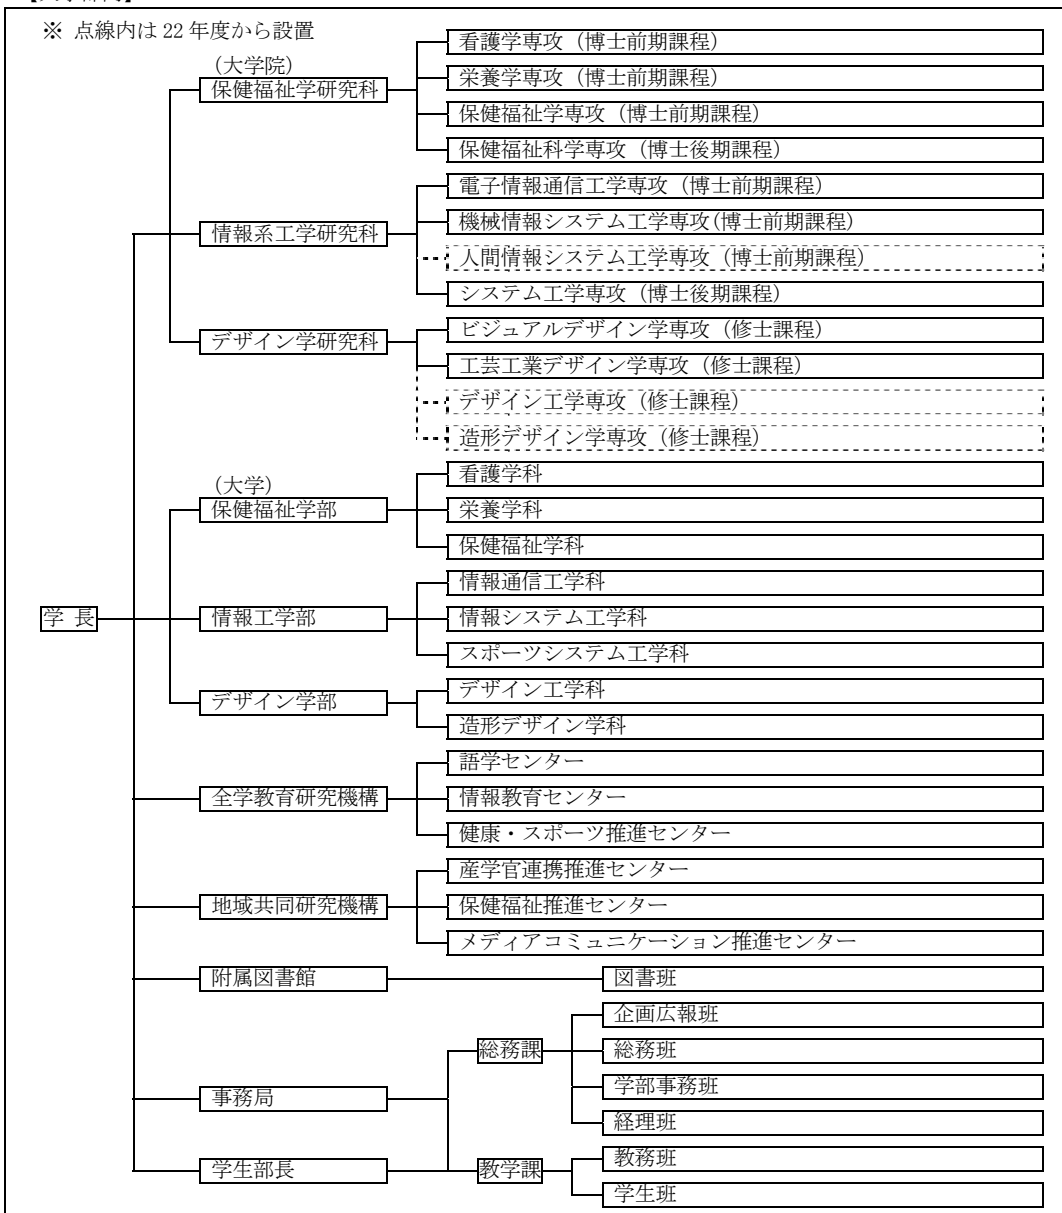 ※ 点線内は 22 年度から設置
(大学院)
保健福祉学研究科
看護学専攻 (博士前期課程)
栄養学専攻 (博士前期課程)
保健福祉学専攻 (博士前期課程)
保健福祉科学専攻 (博士後期課程)
情報系工学研究科
電子情報通信工学専攻 (博士前期課程)
機械情報システム工学専攻(博士前期課程)
人間情報システム工学専攻 (博士前期課程)
システム工学専攻 (博士後期課程)
デザイン学研究科
ビジュアルデザイン学専攻 (修士課程)
工芸工業デザイン学専攻 (修士課程)
デザイン工学専攻 (修士課程)
造形デザイン学専攻 (修士課程)
学 長
(大学)
保健福祉学部
看護学科
栄養学科
保健福祉学科
情報工学部
情報通信工学科
情報システム工学科
スポーツシステム工学科
デザイン学部
デザイン工学科
造形デザイン学科
全学教育研究機構
語学センター
情報教育センター
健康・スポーツ推進センター
地域共同研究機構
産学官連携推進センター
保健福祉推進センター
メディアコミュニケーション推進センター
附属図書館
図書班
事務局
総務課
企画広報班
総務班
学部事務班
経理班
学生部長
教学課
教務班
学生班